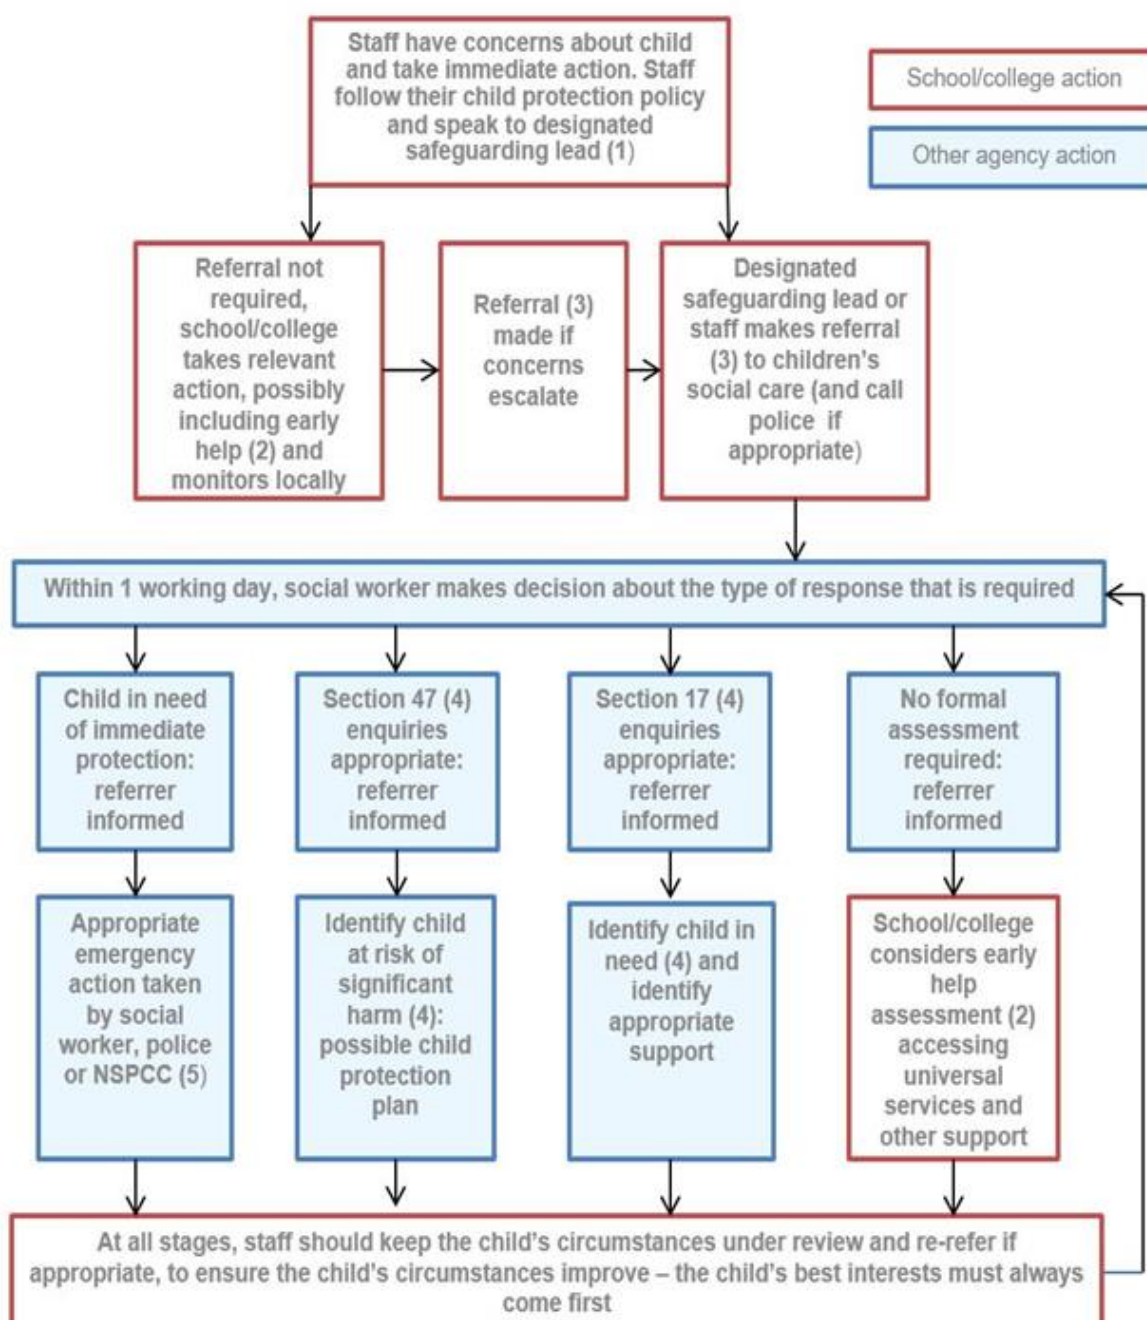 Staff have concerns about child
and take immediate action. Staff
follow their child protection policy
and speak to designated
safeguarding lead (1)
School/college action
Other agency action
Referral not
required,
school/college
takes relevant
action, possibly
including early
help (2) and
monitors locally
Referral (3)
made if
concerns
escalate
Designated
safeguarding lead or
staff makes referral
(3) to children's
social care (and call
police if
appropriate)
Within 1 working day, social worker makes decision about the type of response that is required
Child in need
of immediate
protection:
referrer
informed
Section 47 (4)
enquiries
appropriate:
referrer
informed
Section 17 (4)
enquiries
appropriate:
referrer
informed
No formal
assessment
required:
referrer
informed
Appropriate
emergency
action taken
by social
worker, police
or NSPCC (5)
Identify child
at risk of
significant
harm (4):
possible child
protection
plan
Identify child in
need (4) and
identify
appropriate
support
School/college
considers early
help
assessment (2)
accessing
universal
services and
other support
At all stages, staff should keep the child's circumstances under review and re-refer if
appropriate, to ensure the child's circumstances improve – the child's best interests must always
come first